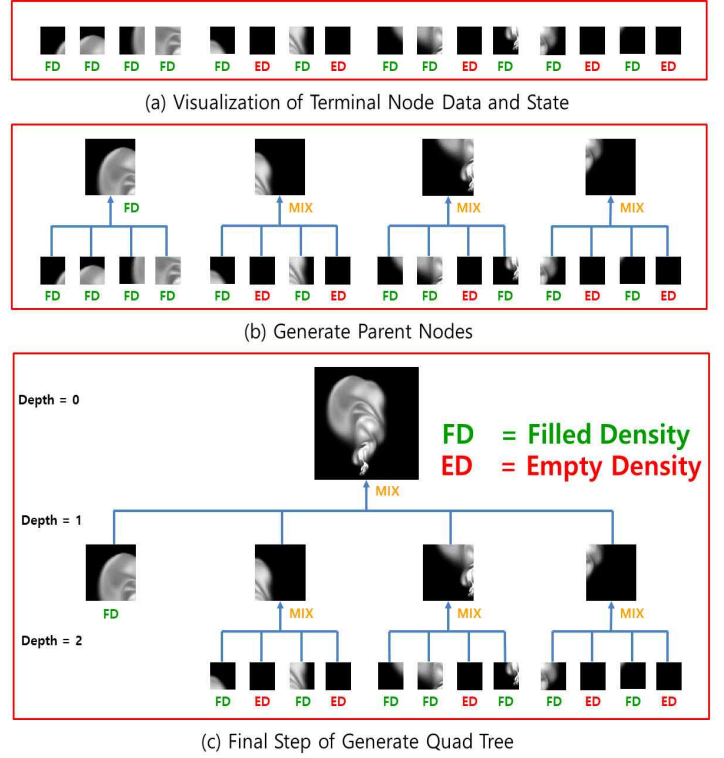 FD FD FD FD FD ED FD ED FD FD ED FD FD ED FD ED
(a) Visualization of Terminal Node Data and State
FD MIX MIX MIX
FD FD FD FD FD ED FD ED FD FD ED FD FD ED FD ED
(b) Generate Parent Nodes
Depth = 0
FD = Filled Density
ED = Empty Density
MIX
Depth = 1
FD MIX MIX MIX
Depth = 2
FD ED FD ED FD FD ED FD FD ED FD ED
(c) Final Step of Generate Quad Tree